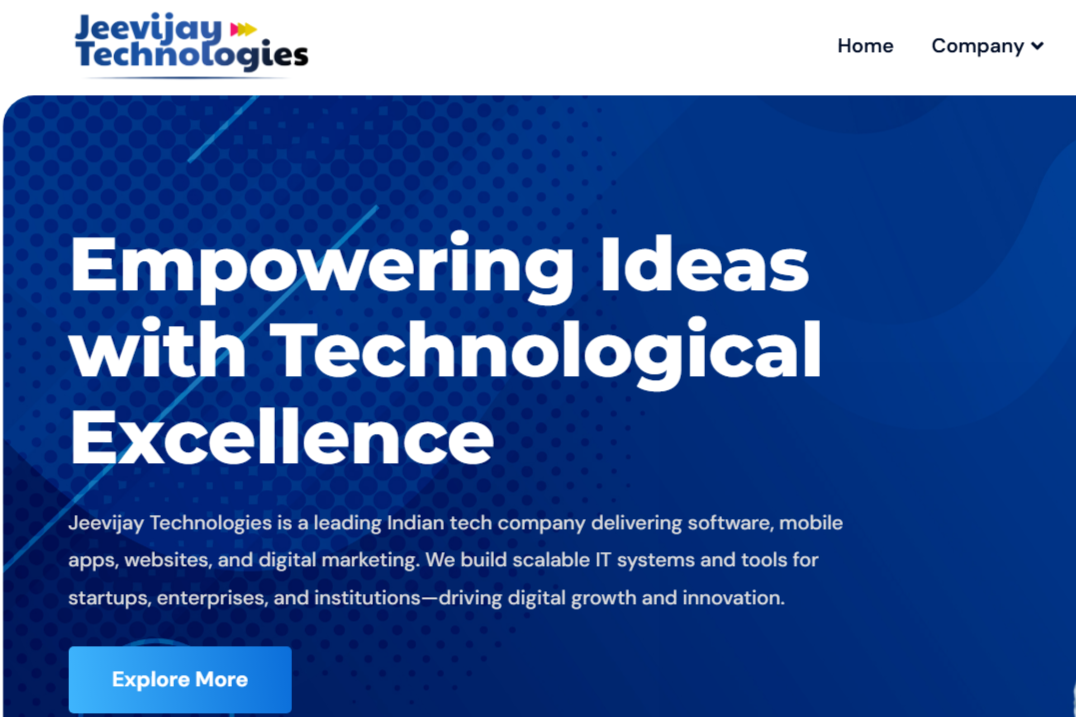 Jeevijay
Technologies
Home Company
Empowering Ideas
with Technological
Excellence
Jeevijay Technologies is a leading Indian tech company delivering software, mobile
apps, websites, and digital marketing. We build scalable IT systems and tools for
startups, enterprises, and institutions—driving digital growth and innovation.
Explore More